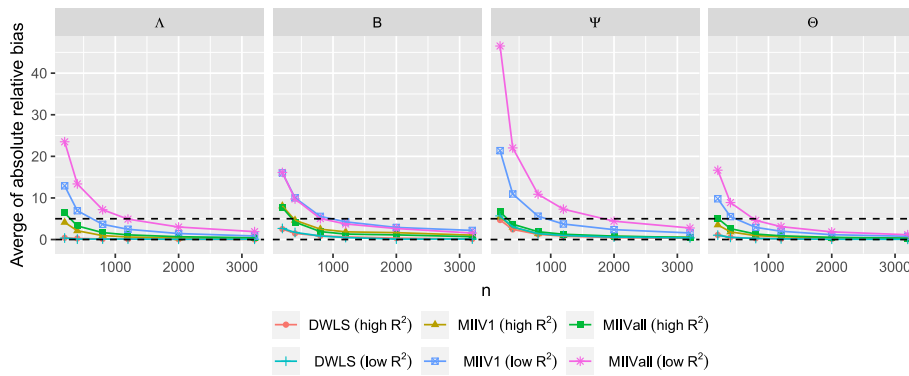 Λ B Ψ Θ
Averge of absolute relative bias
40
30
20
10
0
1000 2000 3000 1000 2000 3000 1000 2000 3000 1000 2000 3000
n
DWLS (high R²) MIIV1 (high R²) MIIVall (high R²)
DWLS (low R²) MIIV1 (low R²) MIIVall (low R²)